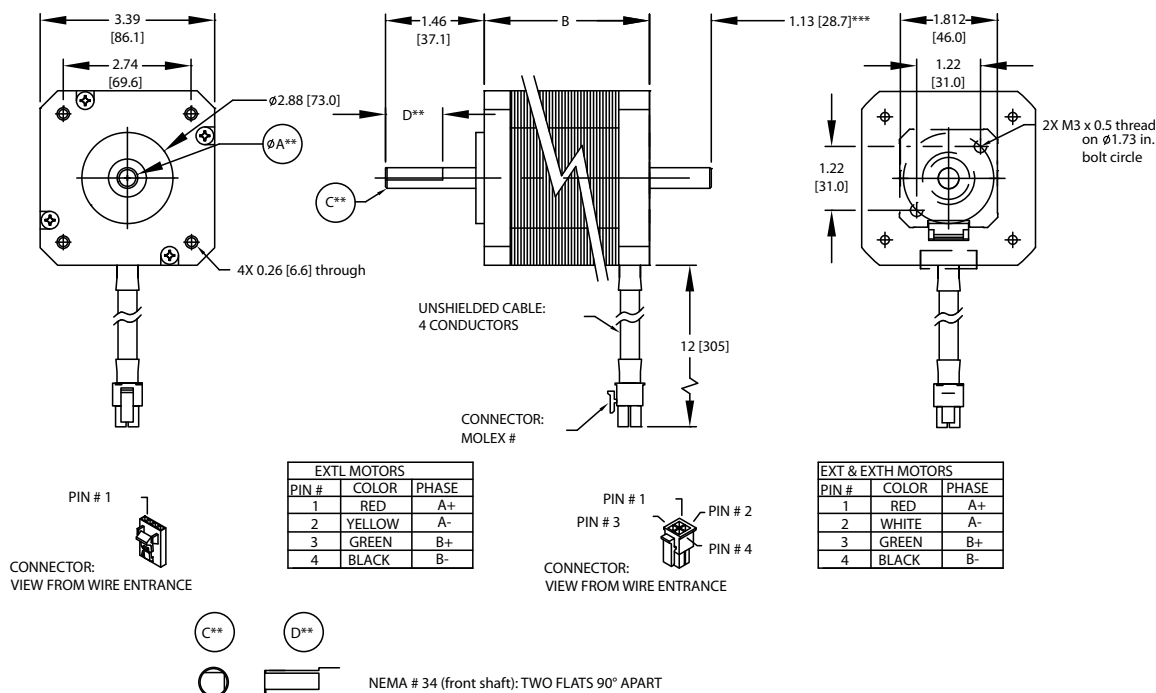 3.39
[86.1]
2.74
[69.6]
ø2.88 [73.0]
øA**
4X 0.26 [6.6] through
1.46
[37.1]
B
1.13 [28.7]***
D**
C**
UNSHIELDED CABLE:
4 CONDUCTORS
12 [305]
CONNECTOR:
MOLEX #
1.812
[46.0]
1.22
[31.0]
1.22
[31.0]
2X M3 x 0.5 thread
on ø1.73 in.
bolt circle
PIN # 1
CONNECTOR:
VIEW FROM WIRE ENTRANCE
EXTL MOTORS
PIN # COLOR PHASE
1 RED A+
2 YELLOW A-
3 GREEN B+
4 BLACK B-
PIN # 1
PIN # 2
PIN # 3
PIN # 4
CONNECTOR:
VIEW FROM WIRE ENTRANCE
EXT & EXTH MOTORS
PIN # COLOR PHASE
1 RED A+
2 WHITE A-
3 GREEN B+
4 BLACK B-
C**
D**
NEMA # 34 (front shaft): TWO FLATS 90° APART